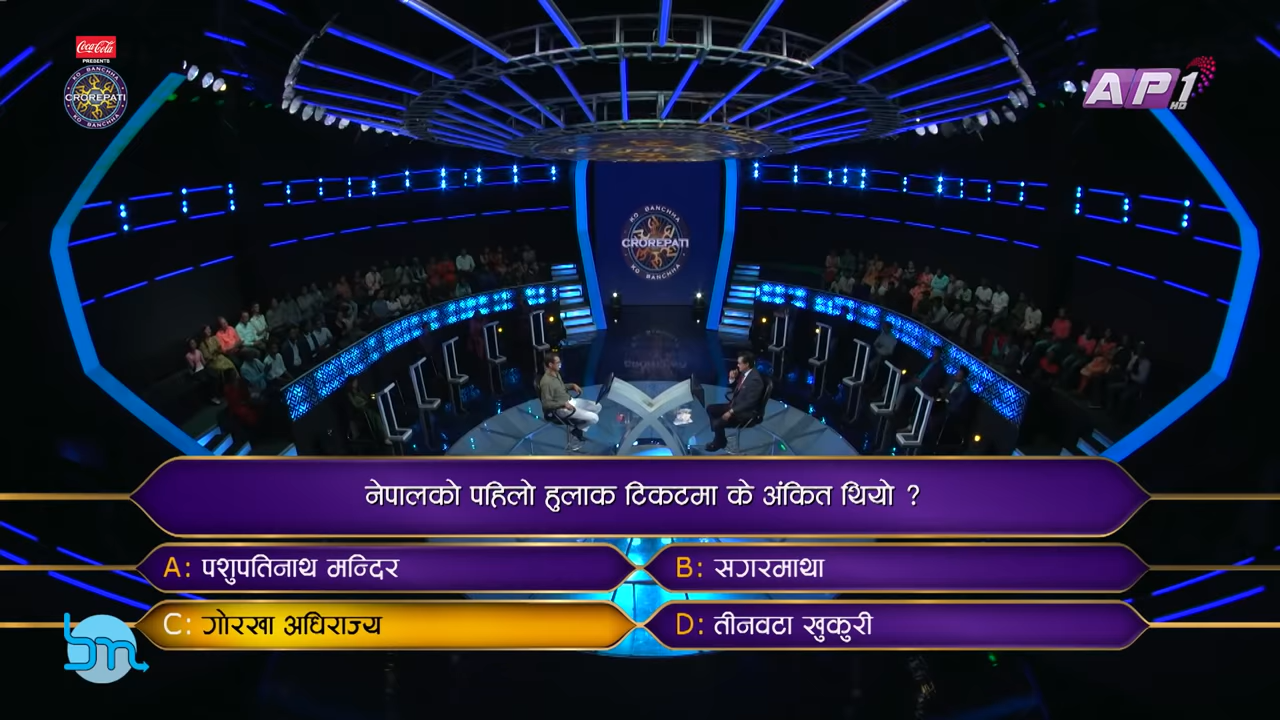 Coca-Cola
PRESENTS
KO BANCHHA
CROREPATI
KO BANCHHA
AP1
HD
KO BANCHHA
CROREPATI
KO BANCHHA
नेपालको पहिलो हुलाक टिकटमा के अंकित थियो ?
A: पशुपतिनाथ मन्दिर
B: सगरमाथा
C: गोरखा अधिराज्य
D: तीनवटा खुकुरी
bm